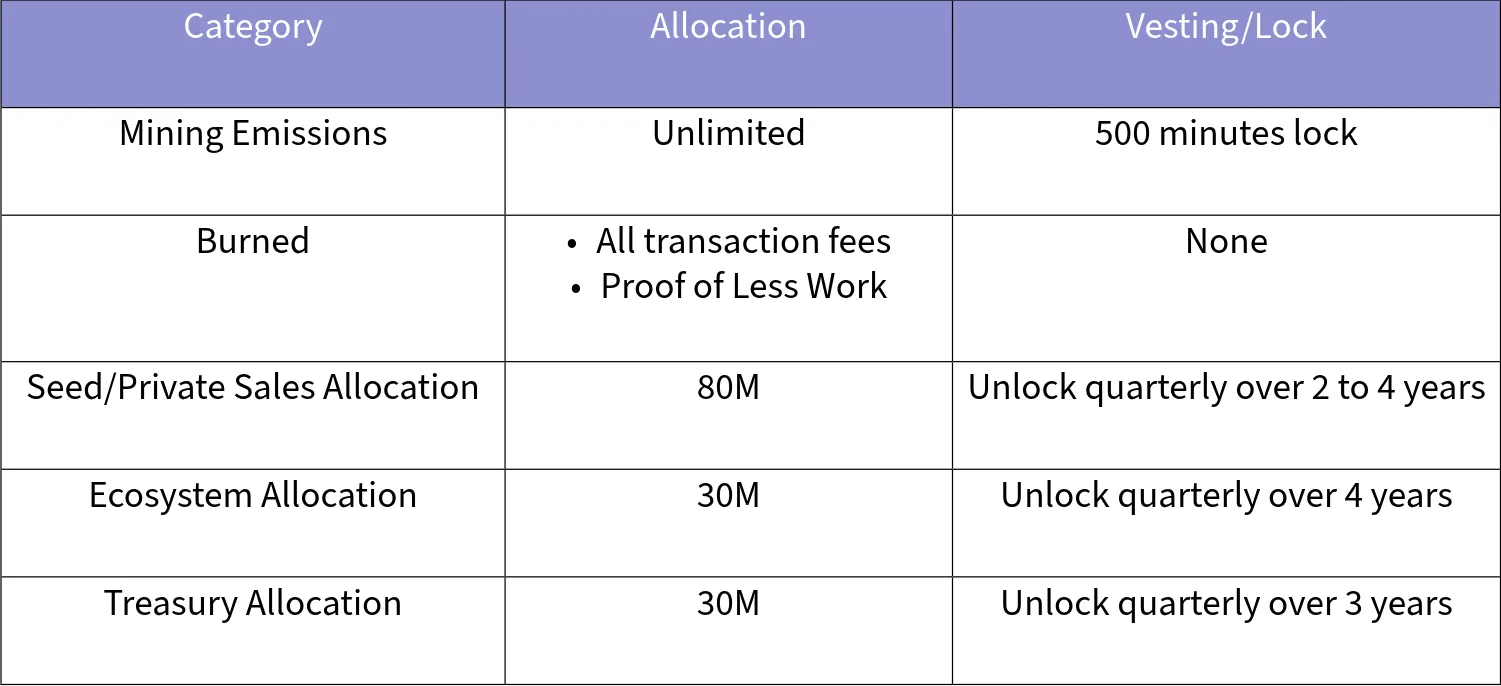 Category Allocation Vesting/Lock
Mining Emissions Unlimited 500 minutes lock
Burned • All transaction fees None
• Proof of Less Work
Seed/Private Sales Allocation 80M Unlock quarterly over 2 to 4 years
Ecosystem Allocation 30M Unlock quarterly over 4 years
Treasury Allocation 30M Unlock quarterly over 3 years